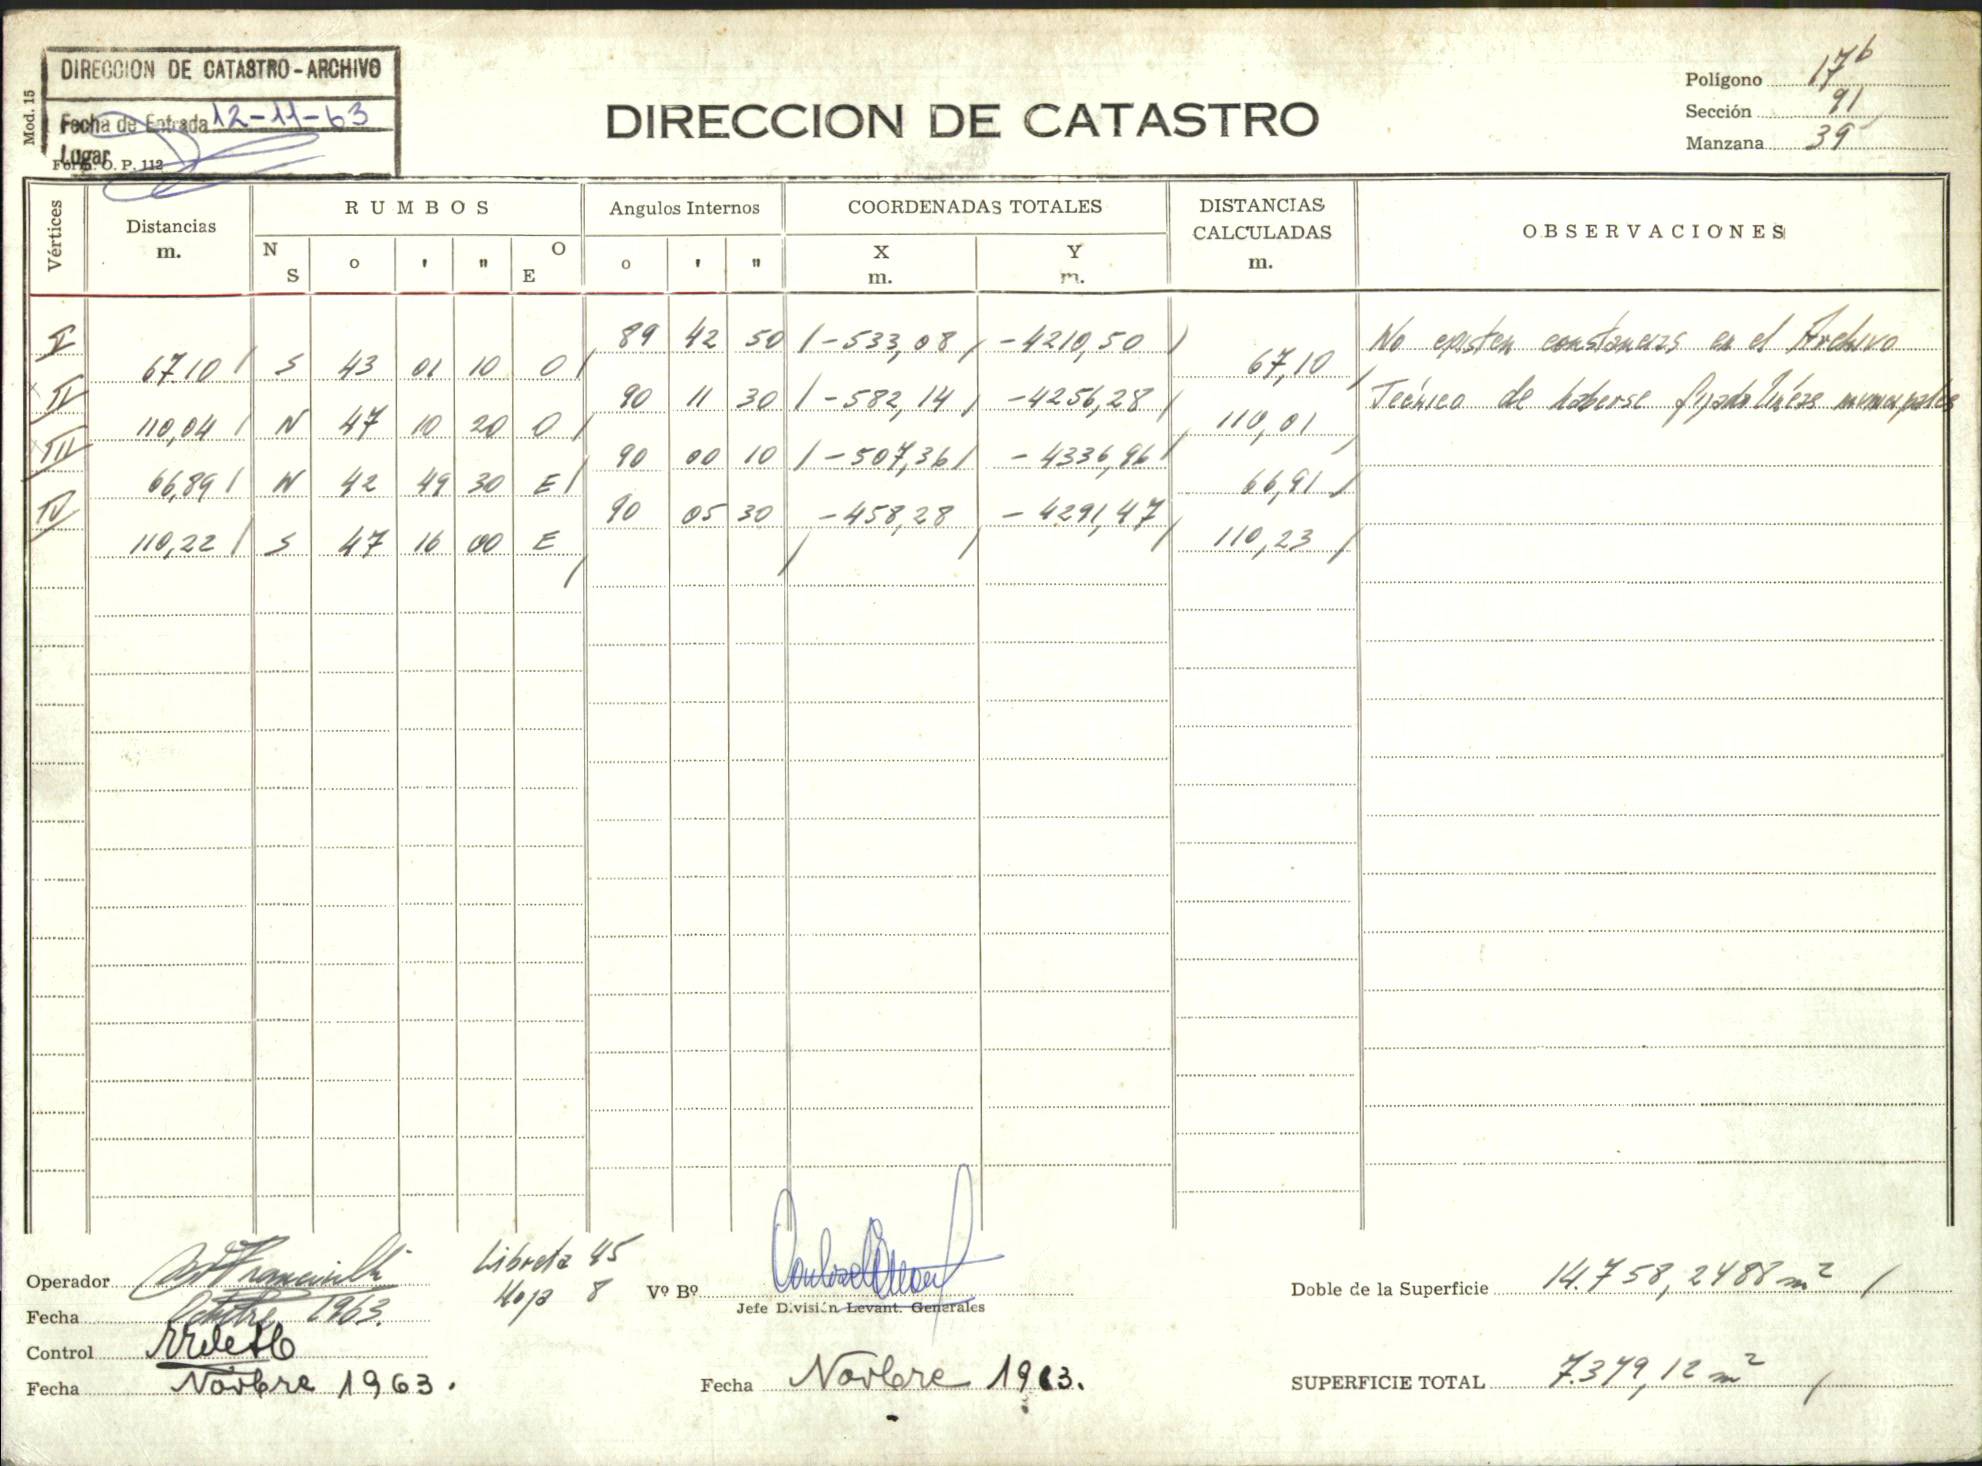 Mod. 15
DIRECCION DE CATASTRO - ARCHIVO
Fecha de Entrada 12-11-63
Lugar
Form. O. P. 112
DIRECCION DE CATASTRO
Polígono 17b
Sección 91
Manzana 39
Vértices
Distancias
m.
RUMBOS
N S ° ' " O E
Angulos Internos
° ' "
COORDENADAS TOTALES
X Y
m. m.
DISTANCIAS
CALCULADAS
m.
OBSERVACIONES
I 89 42 50 -533,08 -4210,50 No existen constancias en el Archivo
67.10 S 43 01 10 O 67,10
II 90 11 30 -582,14 -4256,28 Técnico de haberse fijado líneas municipales
110,04 N 47 10 20 O 110,01
III 90 00 10 -507,36 -4336,96
66,89 N 42 49 30 E 66,91
IV 90 05 30 -458,28 -4291,47
110,22 S 47 16 00 E 110,23
Operador
Libreta 45
Hoja 8
Fecha Octubre 1963.
Control
Fecha Novbre 1963.
Vº Bº
Jefe División Levant. Generales
Fecha Novbre 1963.
Doble de la Superficie 14.758,2488 m²
SUPERFICIE TOTAL 7.379,12 m²